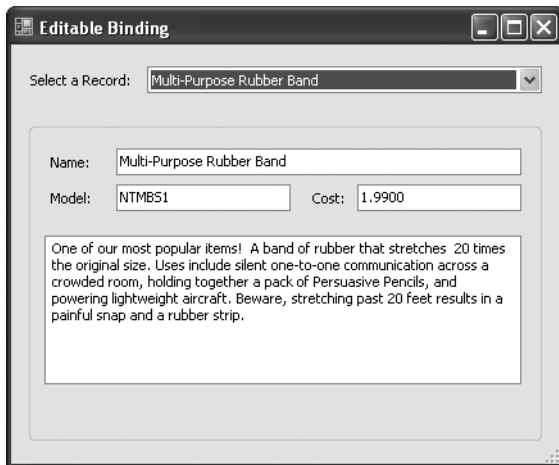 Editable Binding
Select a Record: Multi-Purpose Rubber Band
Name: Multi-Purpose Rubber Band
Model: NTMBS1 Cost: 1.9900
One of our most popular items!  A band of rubber that stretches  20 times
the original size. Uses include silent one-to-one communication across a
crowded room, holding together a pack of Persuasive Pencils, and
powering lightweight aircraft. Beware, stretching past 20 feet results in a
painful snap and a rubber strip.